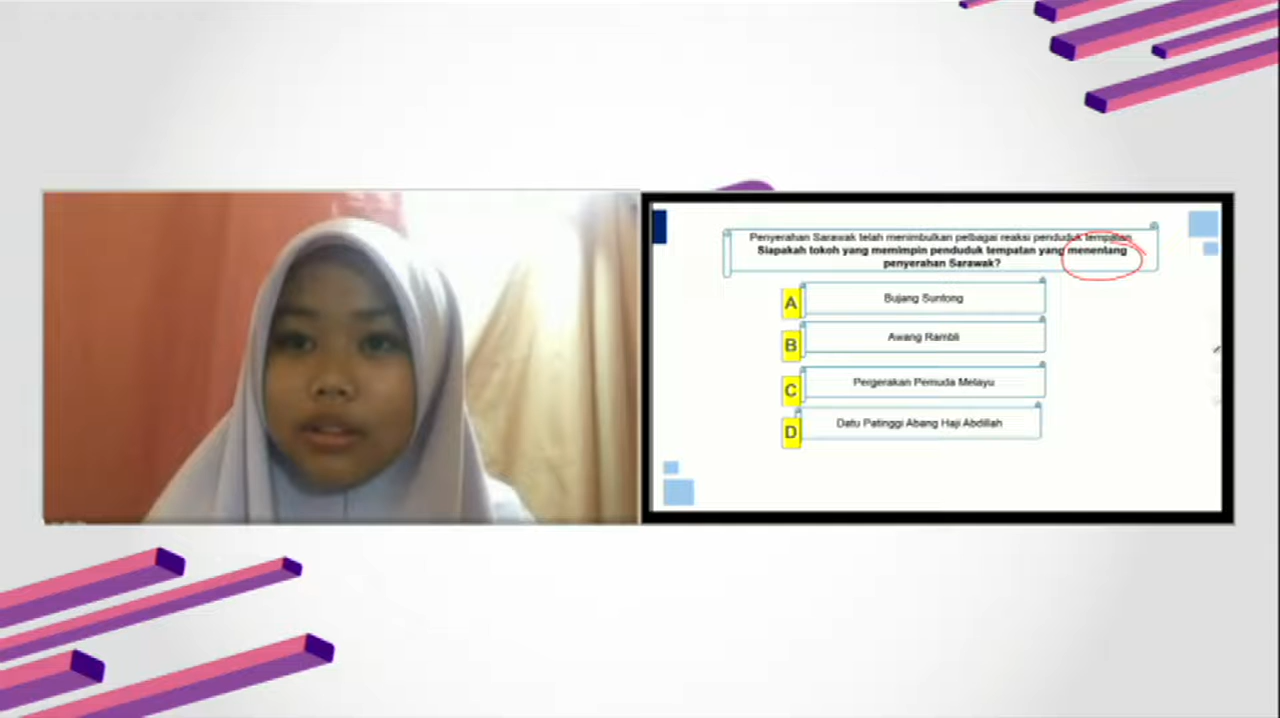 Penyerahan Sarawak telah menimbulkan pelbagai reaksi penduduk tempatan.
Siapakah tokoh yang memimpin penduduk tempatan yang menentang
penyerahan Sarawak?
A
Bujang Suntong
B
Awang Rambli
C
Pergerakan Pemuda Melayu
D
Datu Patinggi Abang Haji Abdillah